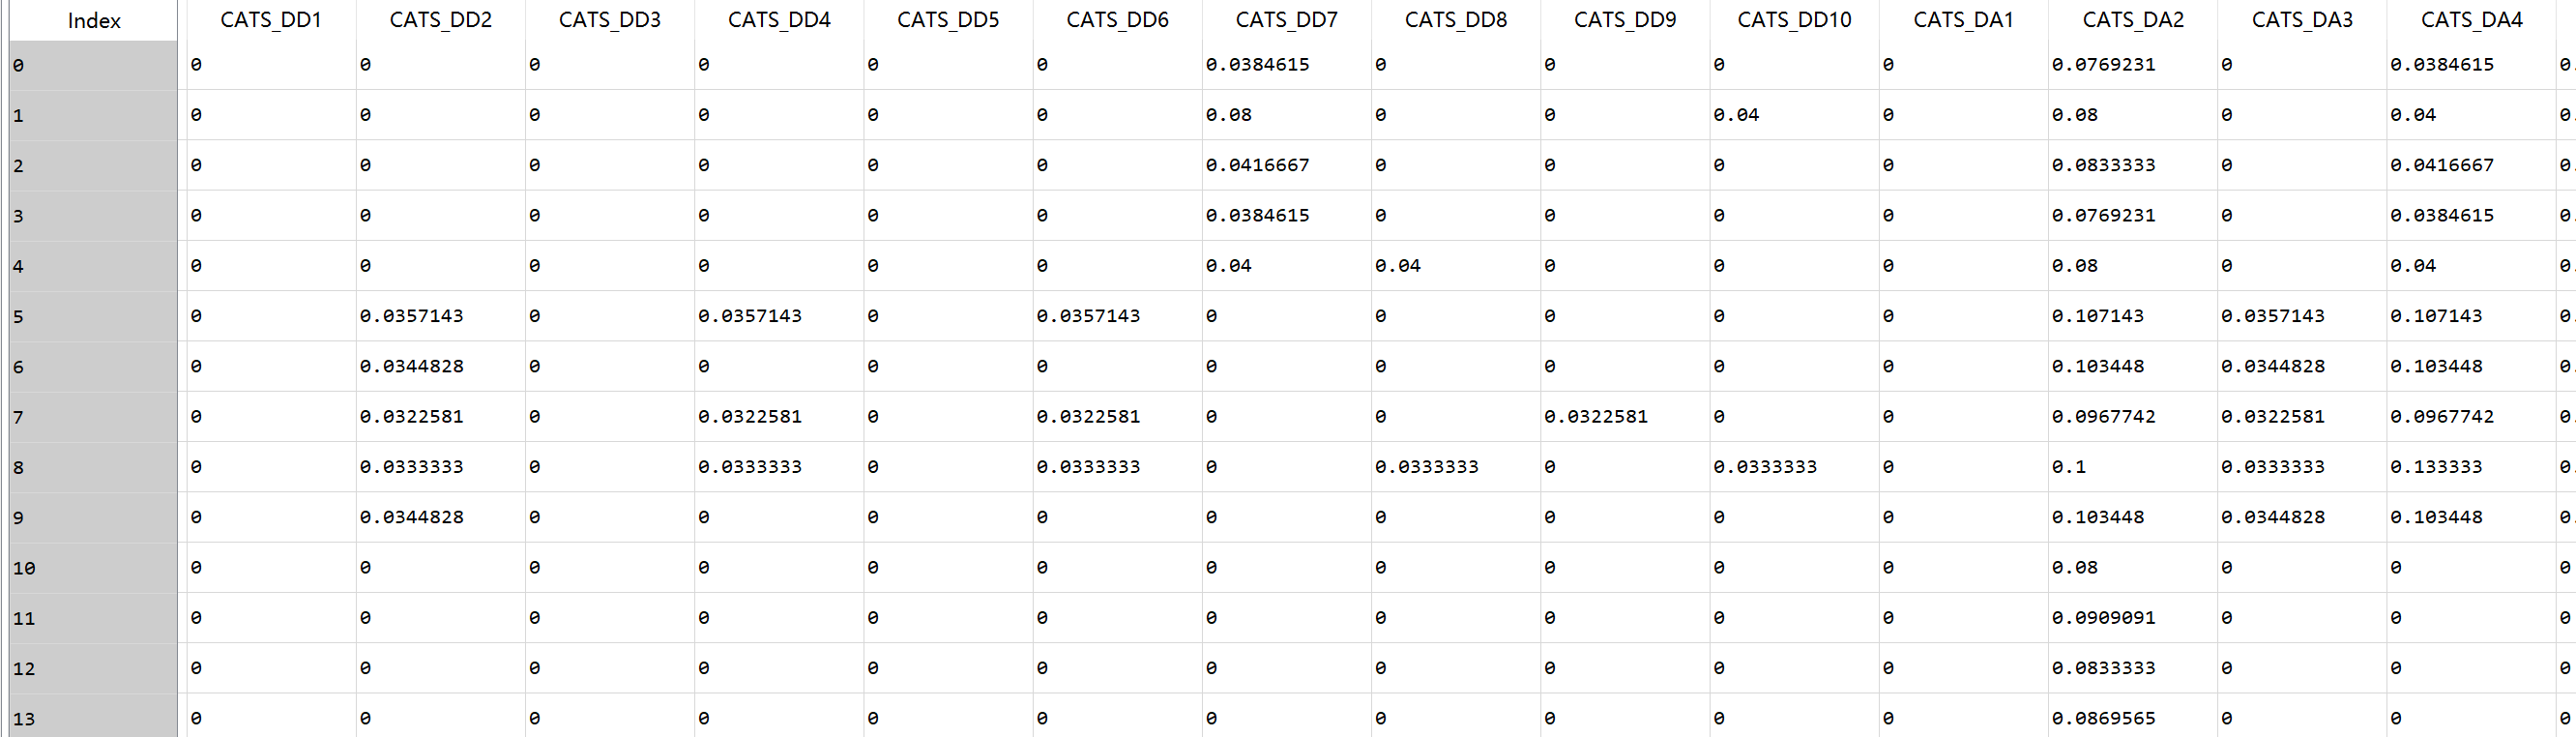 Index CATS_DD1 CATS_DD2 CATS_DD3 CATS_DD4 CATS_DD5 CATS_DD6 CATS_DD7 CATS_DD8 CATS_DD9 CATS_DD10 CATS_DA1 CATS_DA2 CATS_DA3 CATS_DA4
0 0 0 0 0 0 0 0.0384615 0 0 0 0 0.0769231 0 0.0384615 0.
1 0 0 0 0 0 0 0.08 0 0 0.04 0 0.08 0 0.04 0.
2 0 0 0 0 0 0 0.0416667 0 0 0 0 0.0833333 0 0.0416667 0.
3 0 0 0 0 0 0 0.0384615 0 0 0 0 0.0769231 0 0.0384615 0.
4 0 0 0 0 0 0 0.04 0.04 0 0 0 0.08 0 0.04 0.
5 0 0.0357143 0 0.0357143 0 0.0357143 0 0 0 0 0 0.107143 0.0357143 0.107143 0.
6 0 0.0344828 0 0 0 0 0 0 0 0 0 0.103448 0.0344828 0.103448 0.
7 0 0.0322581 0 0.0322581 0 0.0322581 0 0 0.0322581 0 0 0.0967742 0.0322581 0.0967742 0.
8 0 0.0333333 0 0.0333333 0 0.0333333 0 0.0333333 0 0.0333333 0 0.1 0.0333333 0.133333 0.
9 0 0.0344828 0 0 0 0 0 0 0 0 0 0.103448 0.0344828 0.103448 0.
10 0 0 0 0 0 0 0 0 0 0 0 0.08 0 0 0
11 0 0 0 0 0 0 0 0 0 0 0 0.0909091 0 0 0
12 0 0 0 0 0 0 0 0 0 0 0 0.0833333 0 0 0
13 0 0 0 0 0 0 0 0 0 0 0 0.0869565 0 0 0